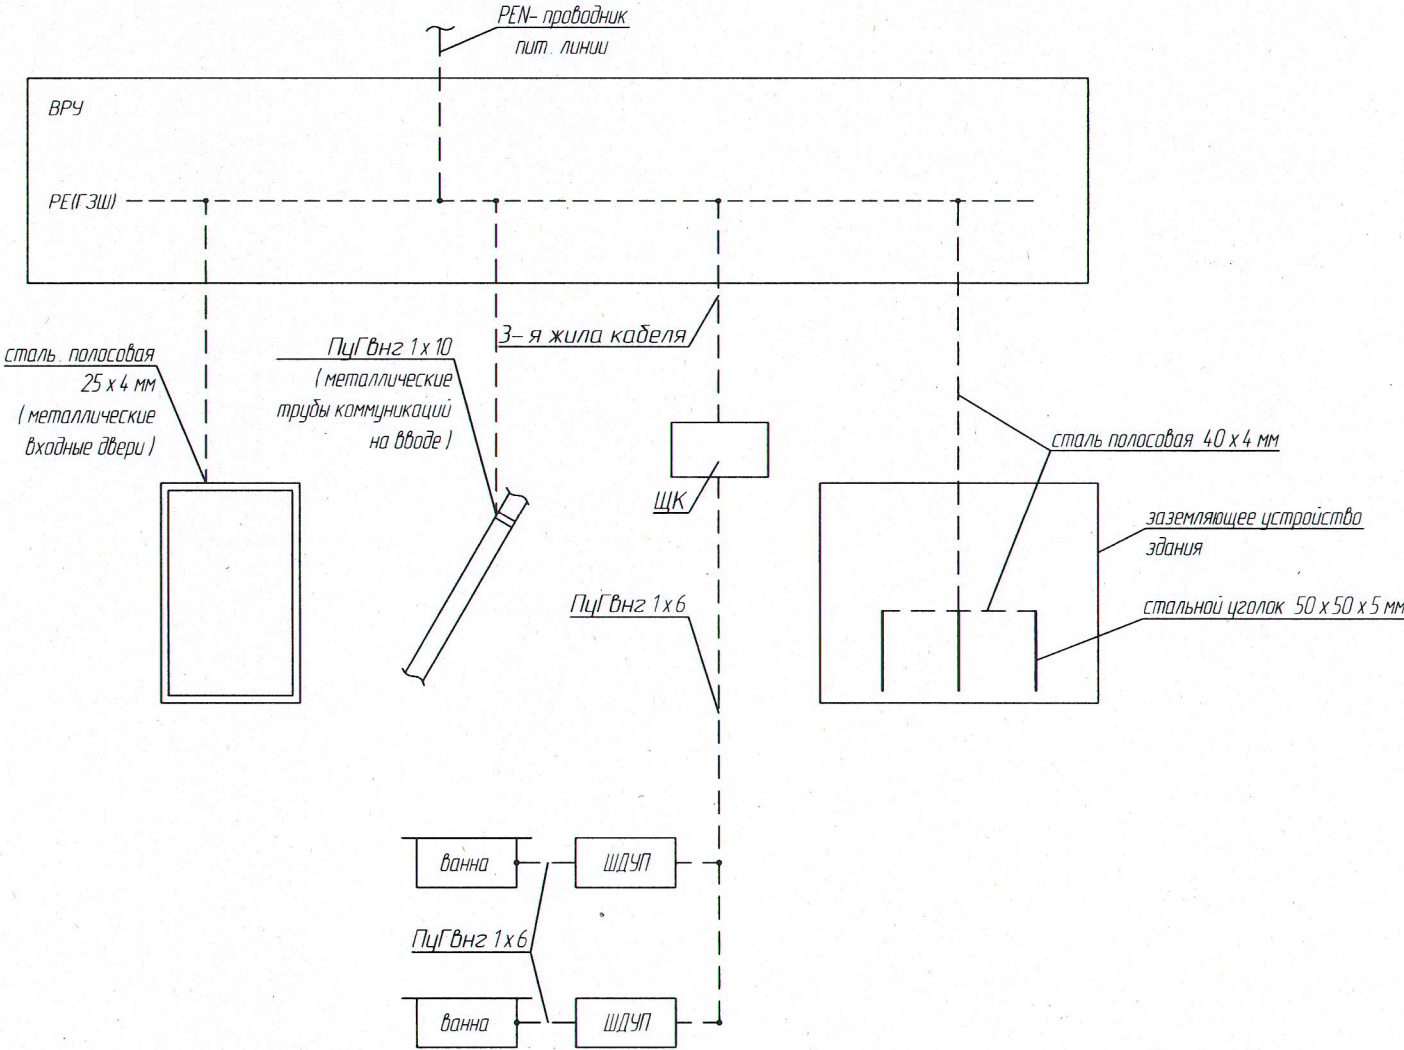 PEN- проводник
пит. линии
ВРУ
PE(ГЗШ)
3- я жила кабеля
сталь. полосовая
25 х 4 мм
( металлические
входные двери )
ПуГВнг 1 х 10
( металлические
трубы коммуникаций
на вводе )
сталь полосовая 40 х 4 мм
ЩК
заземляющее устройство
здания
ПуГВнг 1 х 6
стальной уголок 50 х 50 х 5 мм
ванна
ШДУП
ПуГВнг 1 х 6
ванна
ШДУП